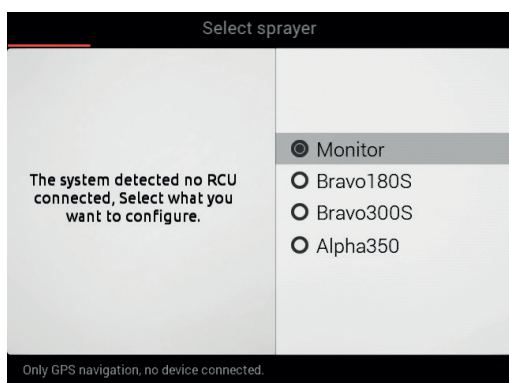 Select sprayer
The system detected no RCU
connected, Select what you
want to configure.
Monitor
Bravo180S
Bravo300S
Alpha350
Only GPS navigation, no device connected.